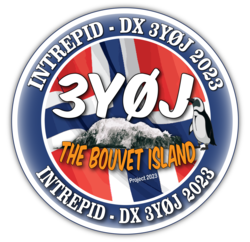 INTREPID - DX 3YØJ 2023
3YØJ
THE BOUVET ISLAND
Project 2023
INTREPID - DX 3YØJ 2023